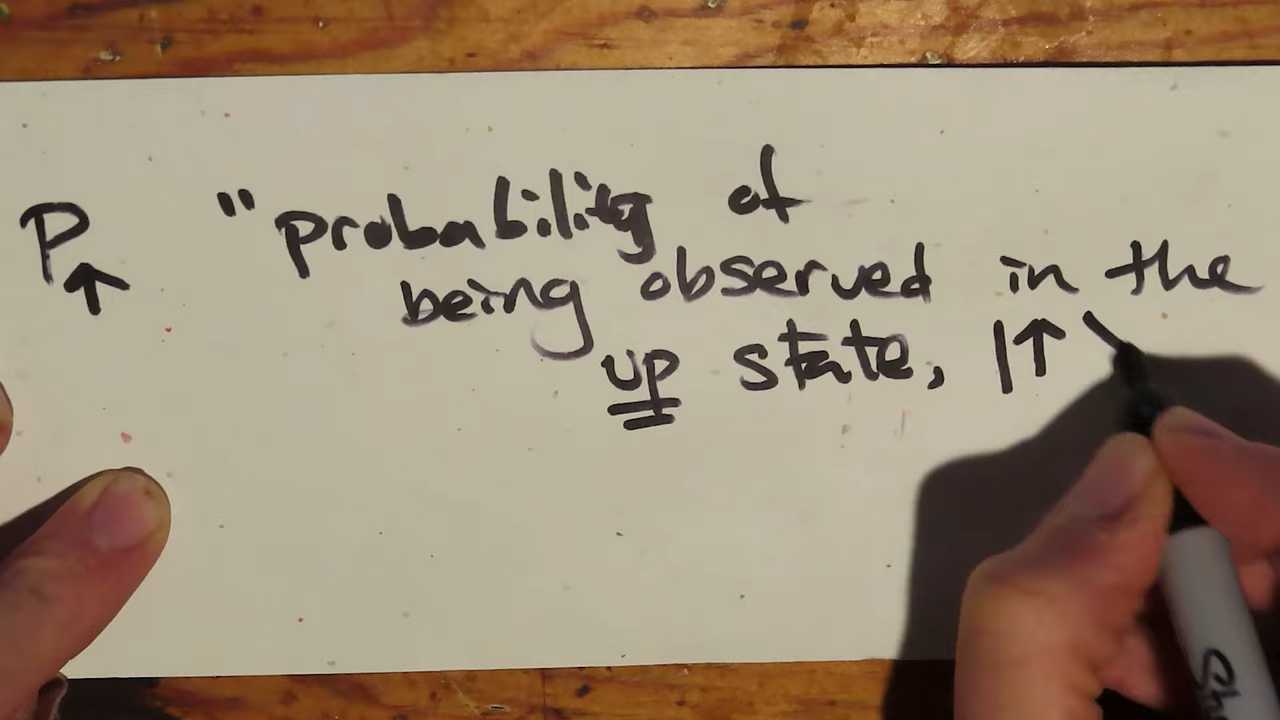 P↑ "probability of
being observed in the
up state, |↑\